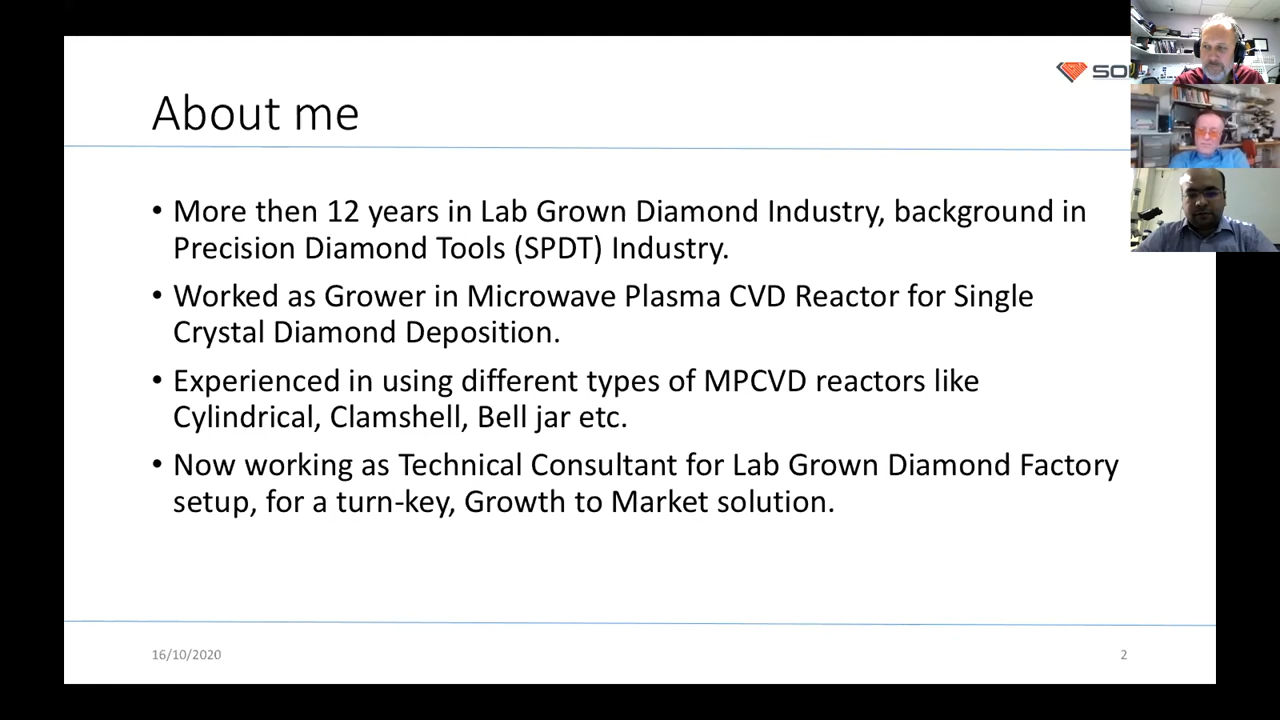 About me
• More then 12 years in Lab Grown Diamond Industry, background in
Precision Diamond Tools (SPDT) Industry.
• Worked as Grower in Microwave Plasma CVD Reactor for Single
Crystal Diamond Deposition.
• Experienced in using different types of MPCVD reactors like
Cylindrical, Clamshell, Bell jar etc.
• Now working as Technical Consultant for Lab Grown Diamond Factory
setup, for a turn-key, Growth to Market solution.
16/10/2020
2